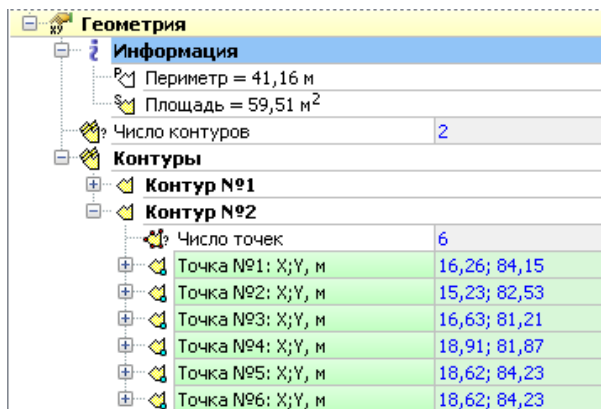 Геометрия
Информация
Периметр = 41,16 м
Площадь = 59,51 м²
Число контуров 2
Контуры
Контур №1
Контур №2
Число точек 6
Точка №1: X;Y, м 16,26; 84,15
Точка №2: X;Y, м 15,23; 82,53
Точка №3: X;Y, м 16,63; 81,21
Точка №4: X;Y, м 18,91; 81,87
Точка №5: X;Y, м 18,62; 84,23
Точка №6: X;Y, м 18,62; 84,23